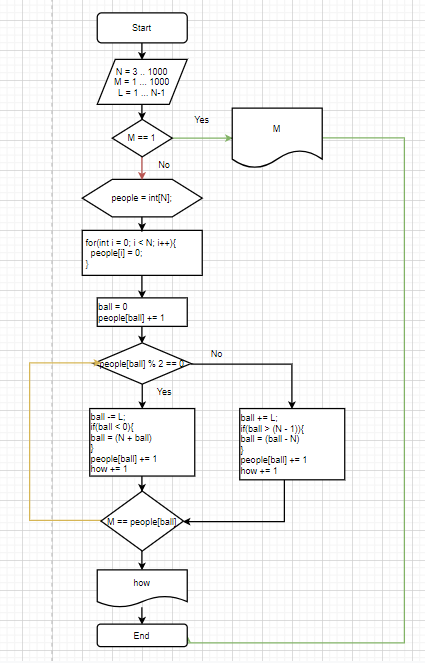 Start
N = 3 .. 1000
M = 1 ... 1000
L = 1 ... N-1
Yes
M == 1
M
No
people = int[N];
for(int i = 0; i < N; i++){
people[i] = 0;
}
ball = 0
people[ball] += 1
people[ball] % 2 == 0
No
Yes
ball -= L;
if(ball < 0){
ball = (N + ball)
}
people[ball] += 1
how += 1
ball += L;
if(ball > (N - 1)){
ball = (ball - N)
}
people[ball] += 1
how += 1
M == people[ball]
how
End